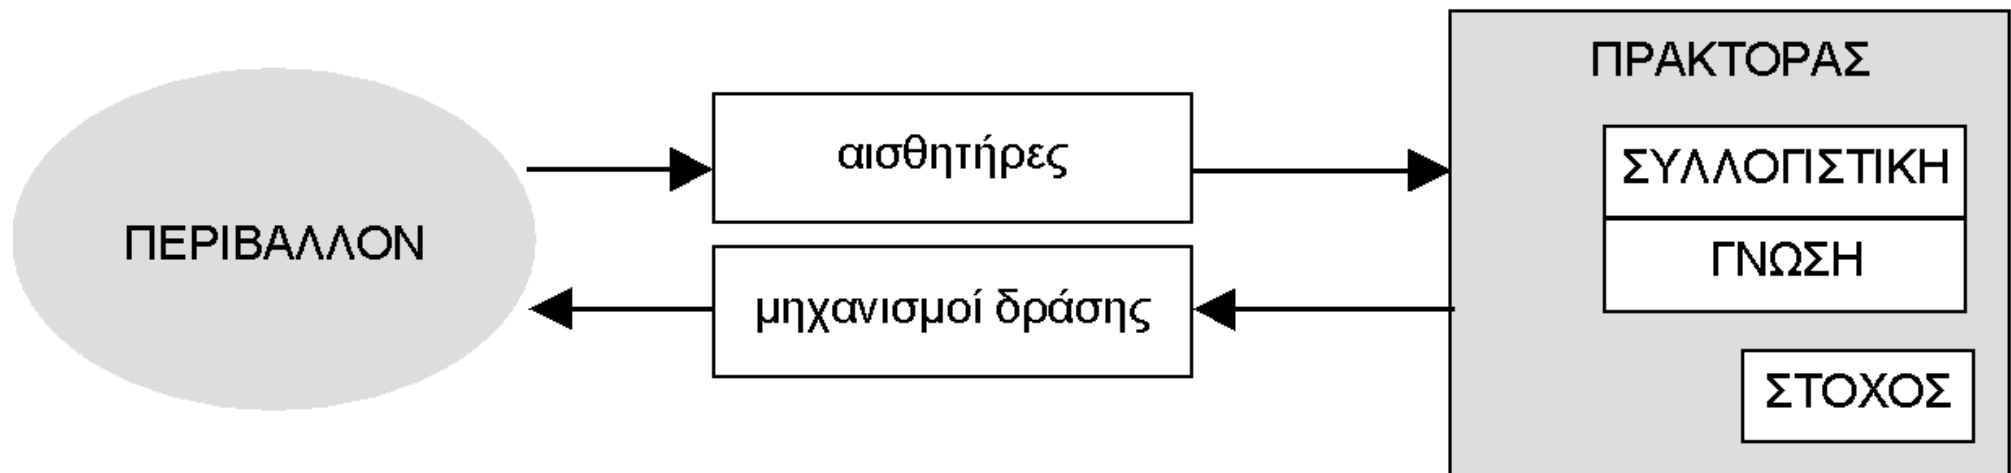 ΠΡΑΚΤΟΡΑΣ
αισθητήρες
ΣΥΛΛΟΓΙΣΤΙΚΗ
ΠΕΡΙΒΑΛΛΟΝ
ΓΝΩΣΗ
μηχανισμοί δράσης
ΣΤΟΧΟΣ